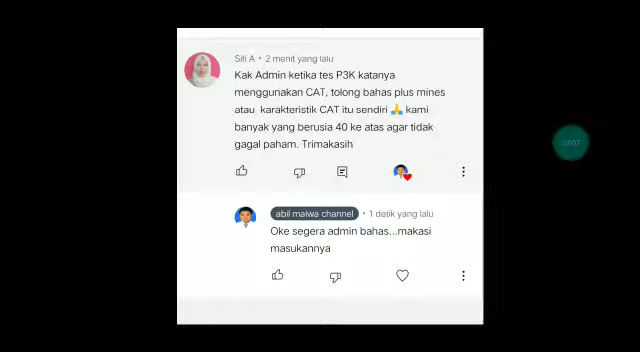 Siti A • 2 menit yang lalu
Kak Admin ketika tes P3K katanya
menggunakan CAT, tolong bahas plus mines
atau karakteristik CAT itu sendiri 🙏 kami
banyak yang berusia 40 ke atas agar tidak
gagal paham. Trimakasih
abil maiwa channel • 1 detik yang lalu
Oke segera admin bahas...makasi
masukannya